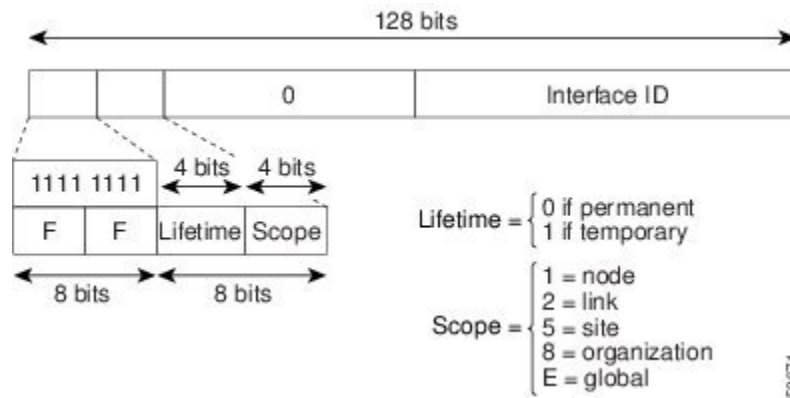 128 bits
0 Interface ID
4 bits 4 bits
1111 1111
F F Lifetime Scope
8 bits 8 bits
Lifetime = 0 if permanent
1 if temporary
Scope = 1 = node
2 = link
5 = site
8 = organization
E = global